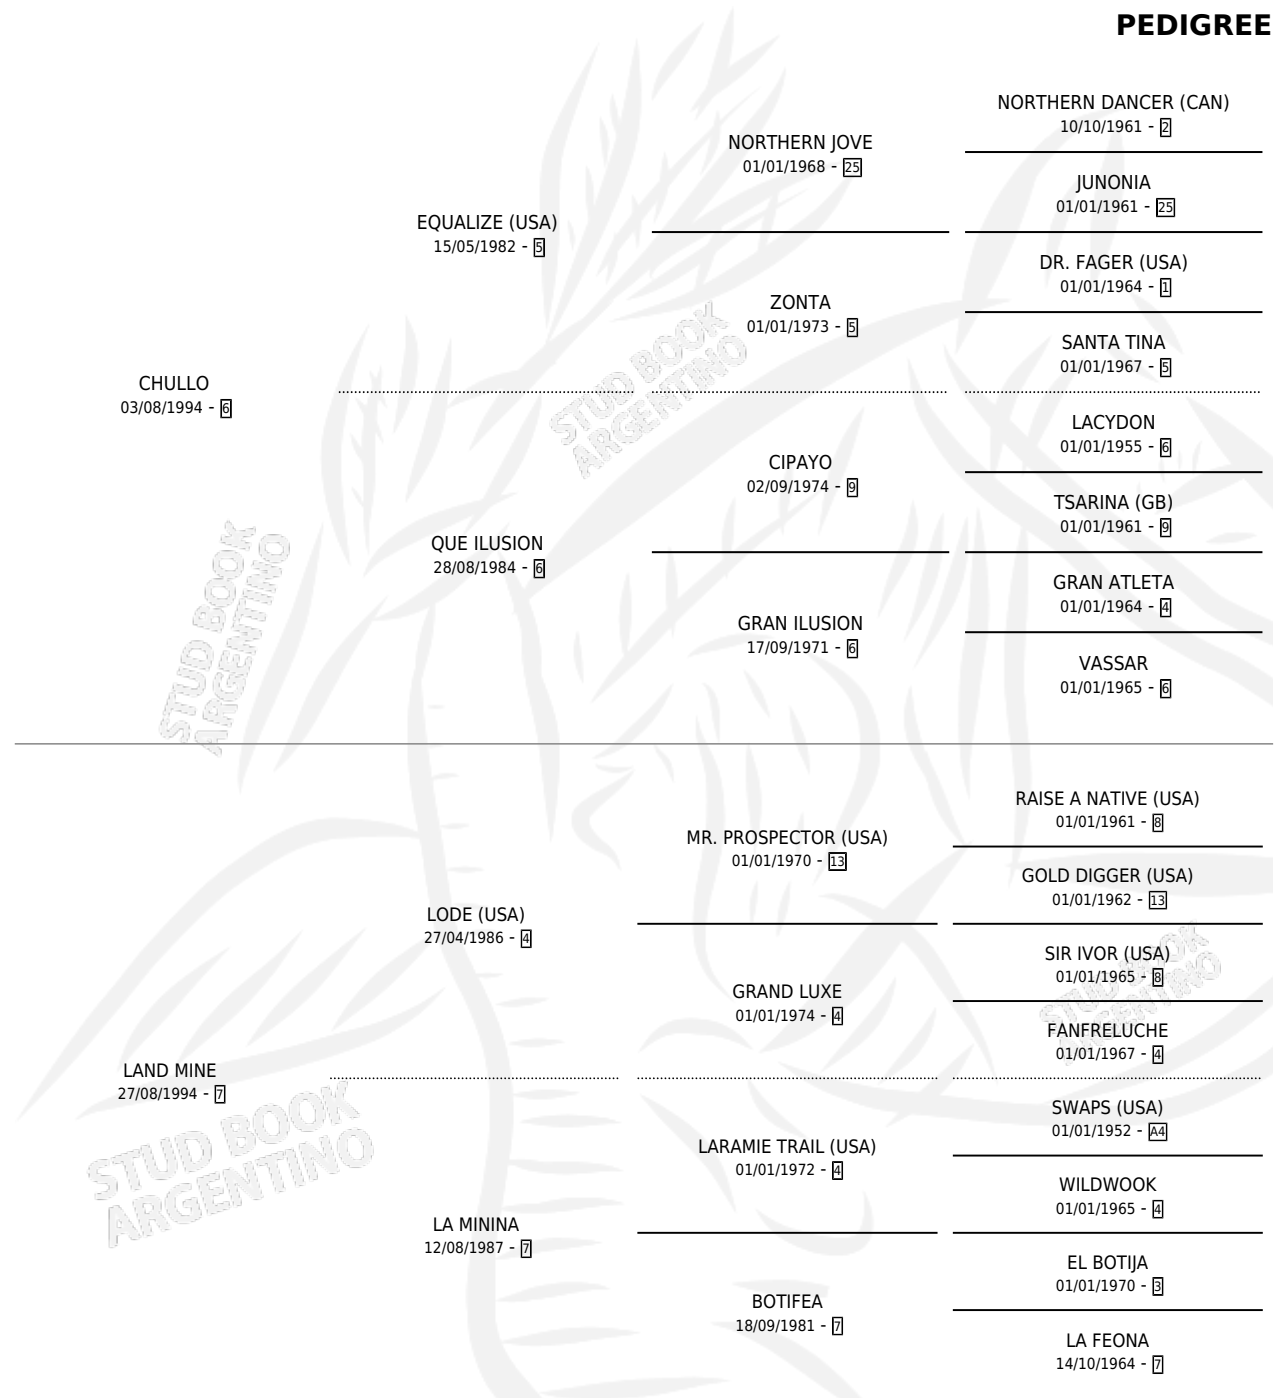 PEDIGREE
NORTHERN DANCER (CAN)
10/10/1961 - 2
NORTHERN JOVE
01/01/1968 - 25
JUNONIA
01/01/1961 - 25
EQUALIZE (USA)
15/05/1982 - 5
DR. FAGER (USA)
01/01/1964 - 1
ZONTA
01/01/1973 - 5
SANTA TINA
01/01/1967 - 5
CHULLO
03/08/1994 - 6
LACYDON
01/01/1955 - 6
CIPAYO
02/09/1974 - 9
TSARINA (GB)
01/01/1961 - 9
QUE ILUSION
28/08/1984 - 6
GRAN ATLETA
01/01/1964 - 4
GRAN ILUSION
17/09/1971 - 6
VASSAR
01/01/1965 - 6
RAISE A NATIVE (USA)
01/01/1961 - 8
MR. PROSPECTOR (USA)
01/01/1970 - 13
GOLD DIGGER (USA)
01/01/1962 - 13
LODE (USA)
27/04/1986 - 4
SIR IVOR (USA)
01/01/1965 - 8
GRAND LUXE
01/01/1974 - 4
FANFRELUCHE
01/01/1967 - 4
LAND MINE
27/08/1994 - 7
SWAPS (USA)
01/01/1952 - A4
LARAMIE TRAIL (USA)
01/01/1972 - 4
WILDWOOK
01/01/1965 - 4
LA MININA
12/08/1987 - 7
EL BOTIJA
01/01/1970 - 3
BOTIFEA
18/09/1981 - 7
LA FEONA
14/10/1964 - 7
STUD BOOK
ARGENTINO
STUD BOOK
ARGENTINO
STUD BOOK
ARGENTINO
STUD BOOK
ARGENTINO